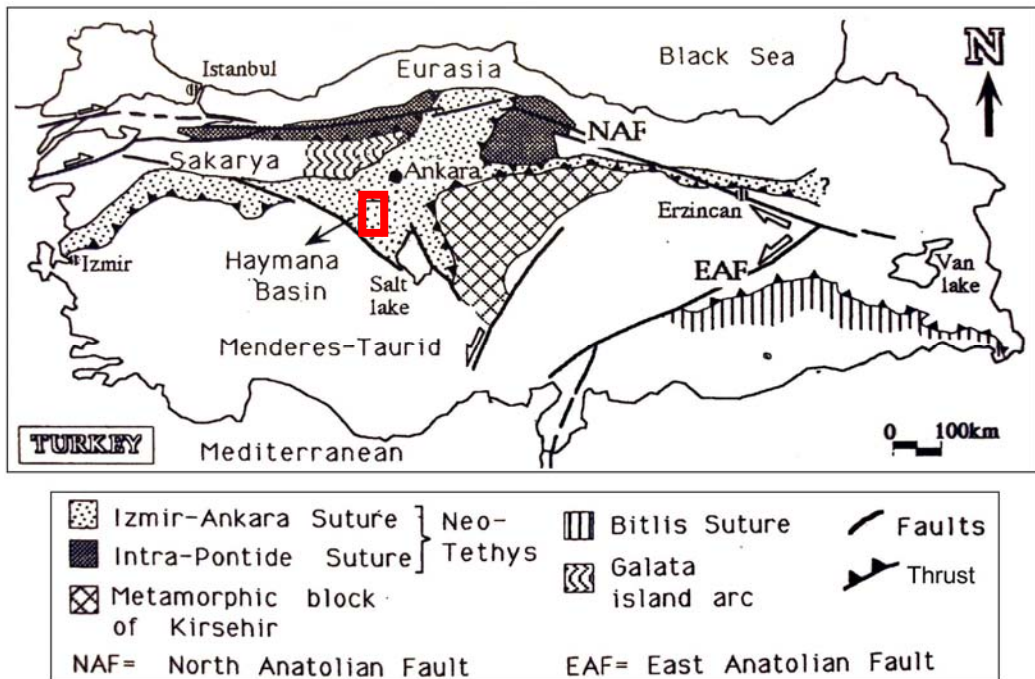 Istanbul
Eurasia
Black Sea
N
NAF
Sakarya
Ankara
?
Erzincan
Izmir
Haymana
Basin
Salt
lake
EAF
Van
lake
Menderes-Taurid
TURKEY
Mediterranean
0 100km
Izmir-Ankara Suture
Intra-Pontide Suture
Neo-
Tethys
Metamorphic block
of Kirsehir
Bitlis Suture
Galata
island arc
Faults
Thrust
NAF= North Anatolian Fault
EAF= East Anatolian Fault